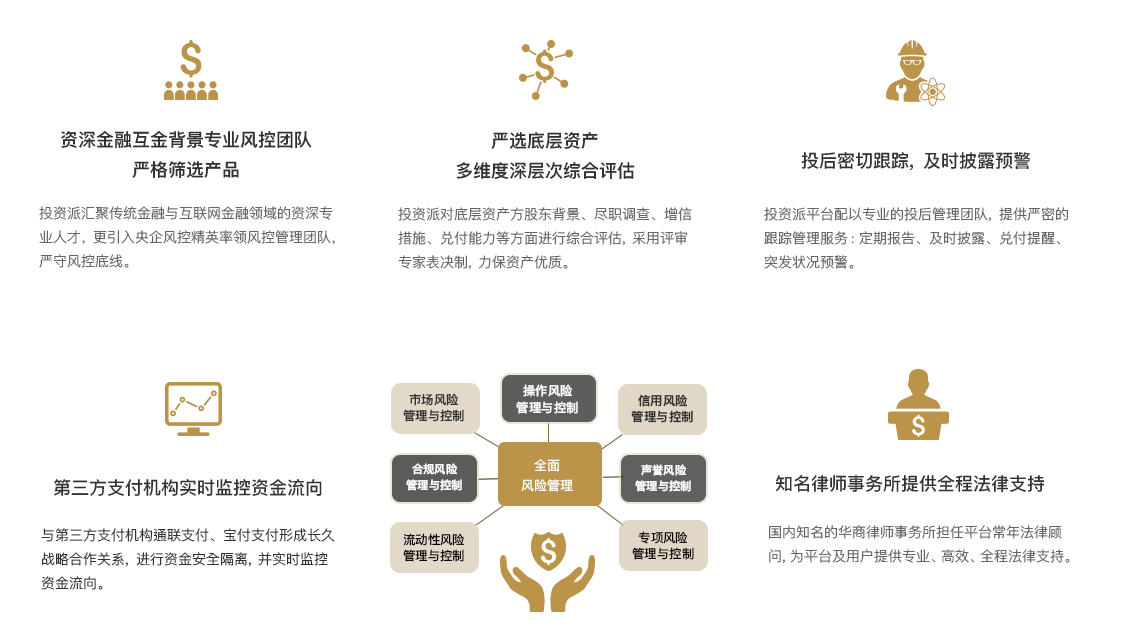 资深金融互金背景专业风控团队
严格筛选产品
投资派汇聚传统金融与互联网金融领域的资深专
业人才, 更引入央企风控精英率领风控管理团队,
严守风控底线。
严选底层资产
多维度深层次综合评估
投资派对底层资产方股东背景、尽职调查、增信
措施、兑付能力等方面进行综合评估, 采用评审
专家表决制, 力保资产优质。
投后密切跟踪, 及时披露预警
投资派平台配以专业的投后管理团队, 提供严密的
跟踪管理服务 : 定期报告、及时披露、兑付提醒、
突发状况预警。
第三方支付机构实时监控资金流向
与第三方支付机构通联支付、宝付支付形成长久
战略合作关系, 进行资金安全隔离, 并实时监控
资金流向。
市场风险
管理与控制
操作风险
管理与控制
信用风险
管理与控制
合规风险
管理与控制
全面
风险管理
声誉风险
管理与控制
流动性风险
管理与控制
专项风险
管理与控制
知名律师事务所提供全程法律支持
国内知名的华商律师事务所担任平台常年法律顾
问, 为平台及用户提供专业、高效、全程法律支持。